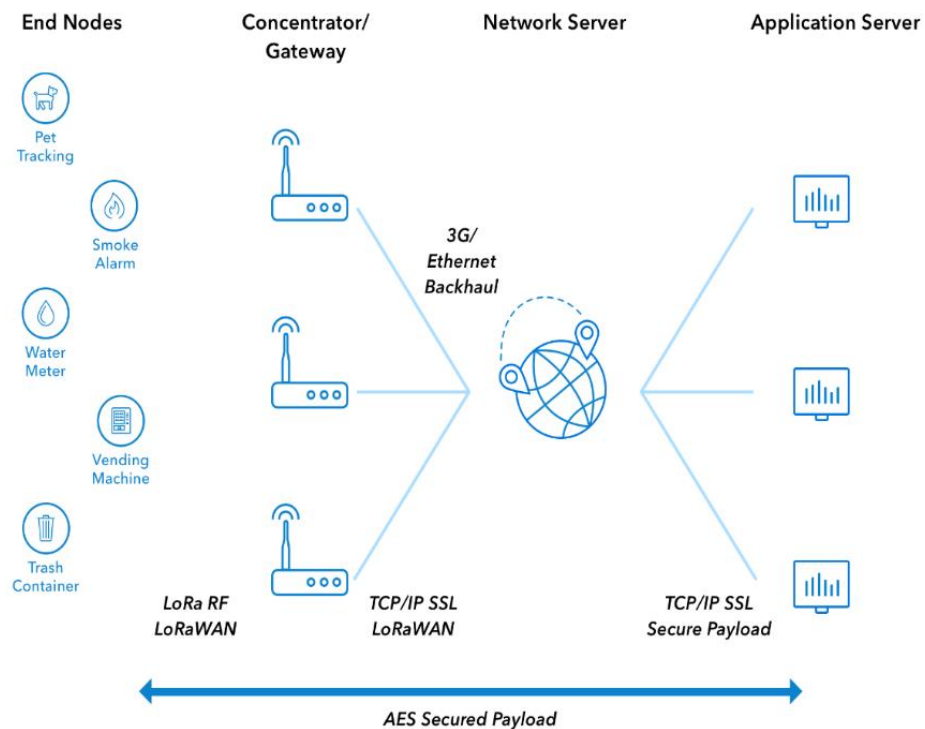 End Nodes
Concentrator/
Gateway
Network Server
Application Server
Pet
Tracking
Smoke
Alarm
Water
Meter
Vending
Machine
Trash
Container
3G/
Ethernet
Backhaul
LoRa RF
LoRaWAN
TCP/IP SSL
LoRaWAN
TCP/IP SSL
Secure Payload
AES Secured Payload